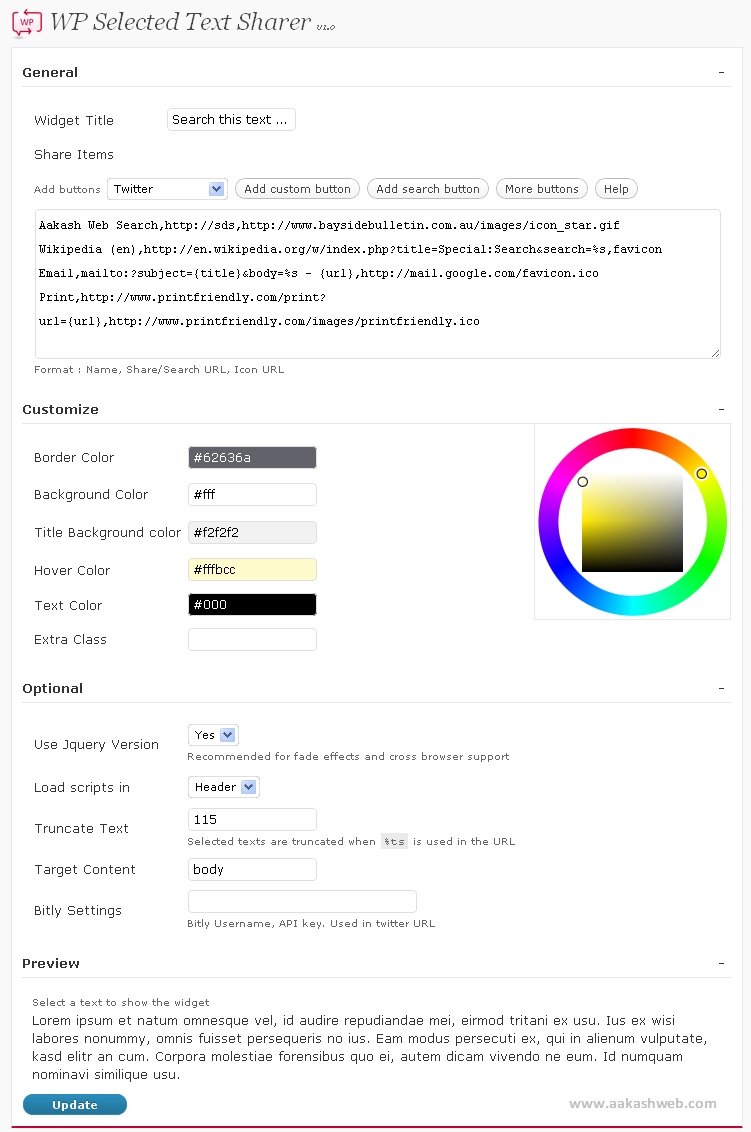 WP
WP Selected Text Sharer v1.0
General -
Widget Title Search this text ...
Share Items
Add buttons Twitter Add custom button Add search button More buttons Help
Aakash Web Search,http://sds,http://www.baysidebulletin.com.au/images/icon_star.gif
Wikipedia (en),http://en.wikipedia.org/w/index.php?title=Special:Search&search=%s,favicon
Email,mailto:?subject={title}&body=%s - {url},http://mail.google.com/favicon.ico
Print,http://www.printfriendly.com/print?
url={url},http://www.printfriendly.com/images/printfriendly.ico
Format : Name, Share/Search URL, Icon URL
Customize -
Border Color #62636a
Background Color #fff
Title Background color #f2f2f2
Hover Color #fffbcc
Text Color #000
Extra Class
Optional -
Use Jquery Version Yes
Recommended for fade effects and cross browser support
Load scripts in Header
Truncate Text 115
Selected texts are truncated when %ts is used in the URL
Target Content body
Bitly Settings
Bitly Username, API key. Used in twitter URL
Preview -
Select a text to show the widget
Lorem ipsum et natum omnesque vel, id audire repudiandae mei, eirmod tritani ex usu. Ius ex wisi
labores nonummy, omnis fuisset persequeris no ius. Eam modus persecuti ex, qui in alienum vulputate,
kasd elitr an cum. Corpora molestiae forensibus quo ei, autem dicam vivendo ne eum. Id numquam
nominavi similique usu.
Update www.aakashweb.com